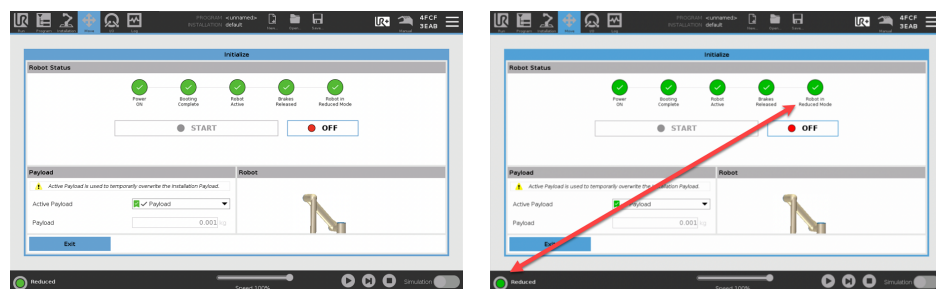 PROGRAM <unnamed>
INSTALLATION default
4FCF
3EAB
Run Program Installation Move I/O Log
New... Open... Save...
Manual
Initialize
Robot Status
Power ON
Booting Complete
Robot Active
Brakes Released
Robot in Reduced Mode
START
OFF
Payload
Robot
Active Payload is used to temporarily overwrite the Installation Payload.
Active Payload
Payload
Payload
0.001 kg
Exit
Reduced
Speed 100%
Simulation
PROGRAM <unnamed>
INSTALLATION default
4FCF
3EAB
Run Program Installation Move I/O Log
New... Open... Save...
Manual
Initialize
Robot Status
Power ON
Booting Complete
Robot Active
Brakes Released
Robot in Reduced Mode
START
OFF
Payload
Robot
Active Payload is used to temporarily overwrite the Installation Payload.
Active Payload
Payload
Payload
0.001 kg
Reduced
Speed 100%
Simulation